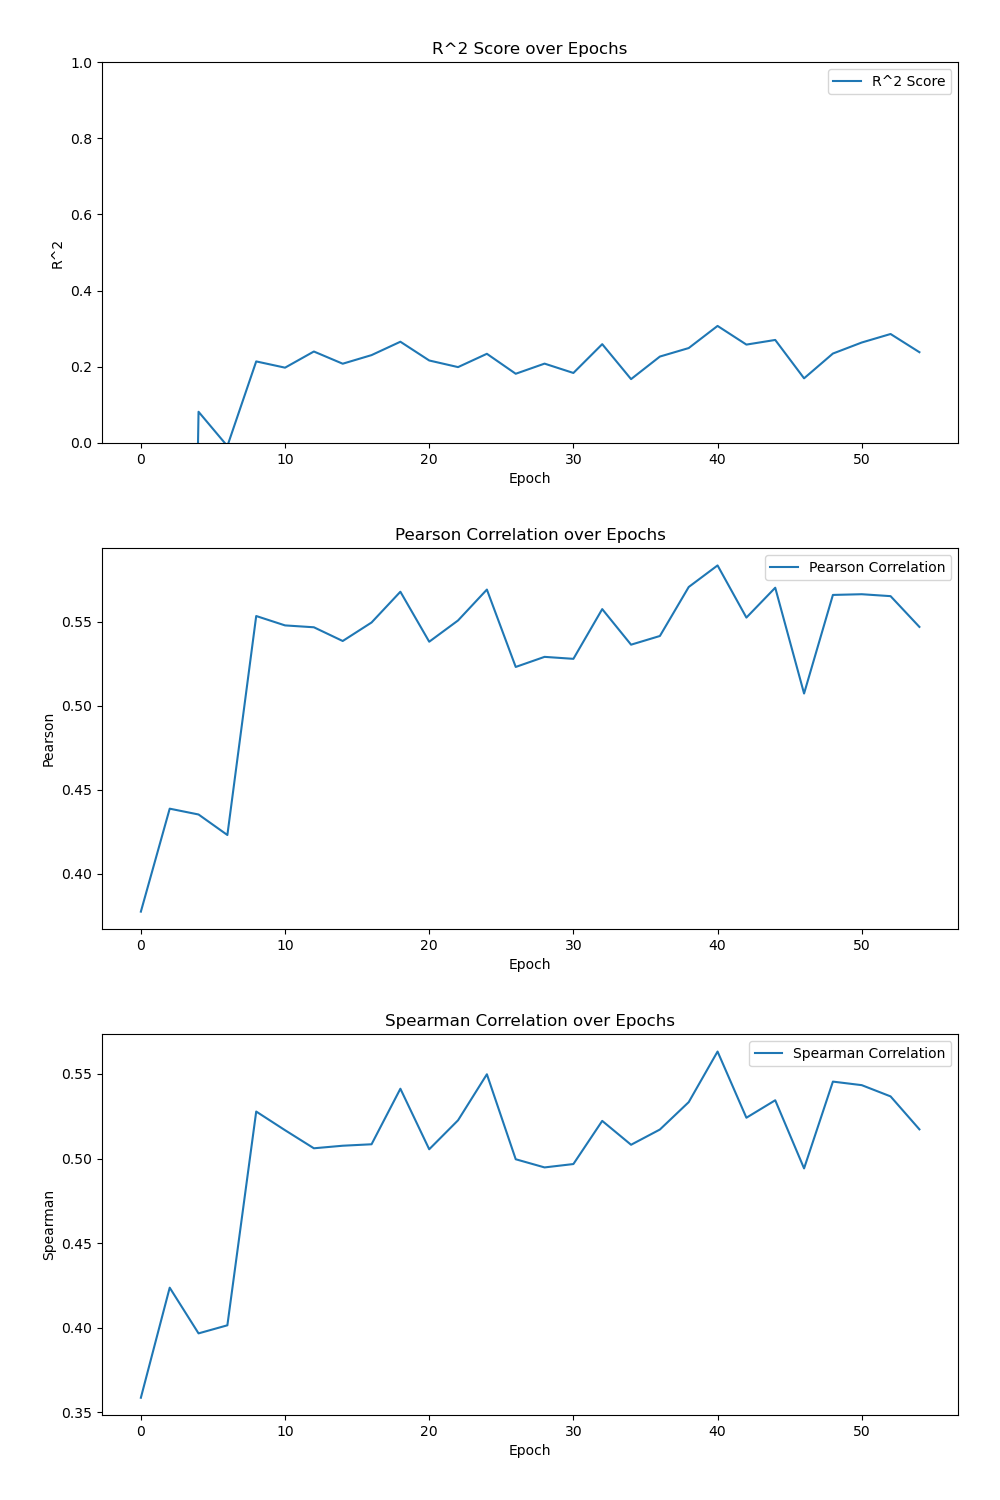 R^2 Score over Epochs
R^2 Score
1.0
0.8
0.6
0.4
0.2
0.0
R^2
0 10 20 30 40 50
Epoch
Pearson Correlation over Epochs
Pearson Correlation
0.55
0.50
0.45
0.40
Pearson
0 10 20 30 40 50
Epoch
Spearman Correlation over Epochs
Spearman Correlation
0.55
0.50
0.45
0.40
0.35
Spearman
0 10 20 30 40 50
Epoch